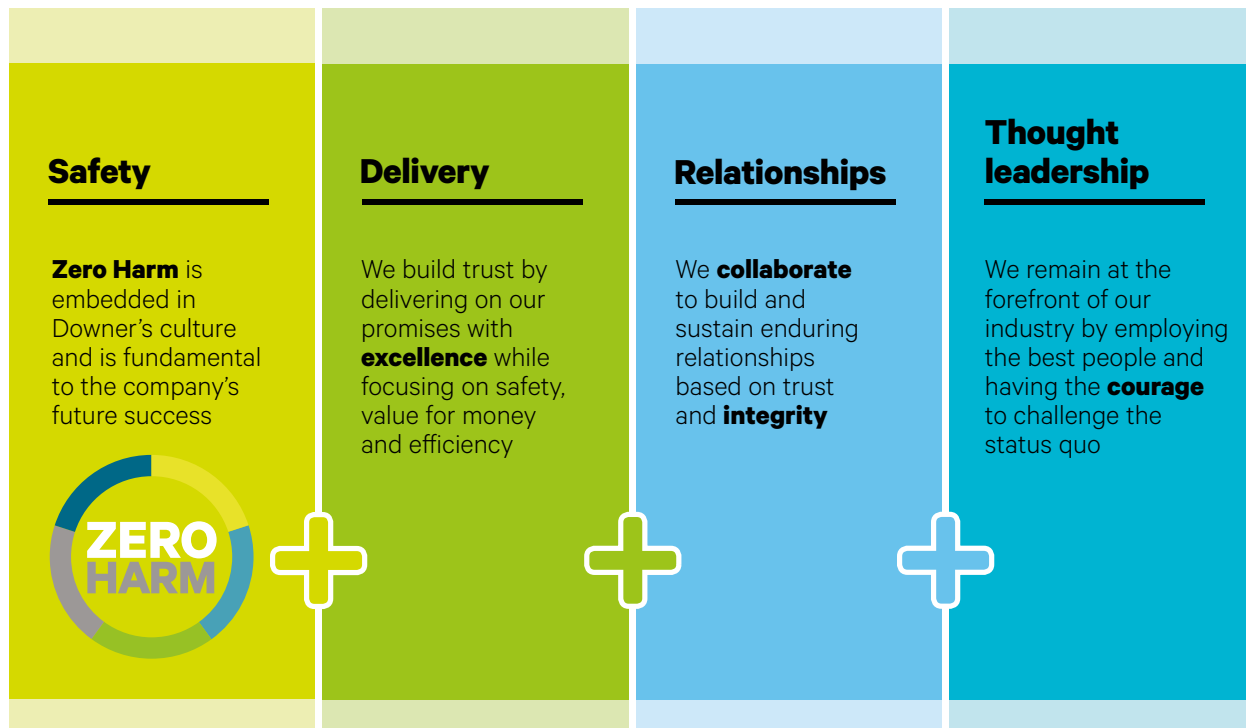 Safety
Zero Harm is
embedded in
Downer's culture
and is fundamental
to the company's
future success
ZERO
HARM
Delivery
We build trust by
delivering on our
promises with
excellence while
focusing on safety,
value for money
and efficiency
Relationships
We collaborate
to build and
sustain enduring
relationships
based on trust
and integrity
Thought
leadership
We remain at the
forefront of our
industry by employing
the best people and
having the courage
to challenge the
status quo